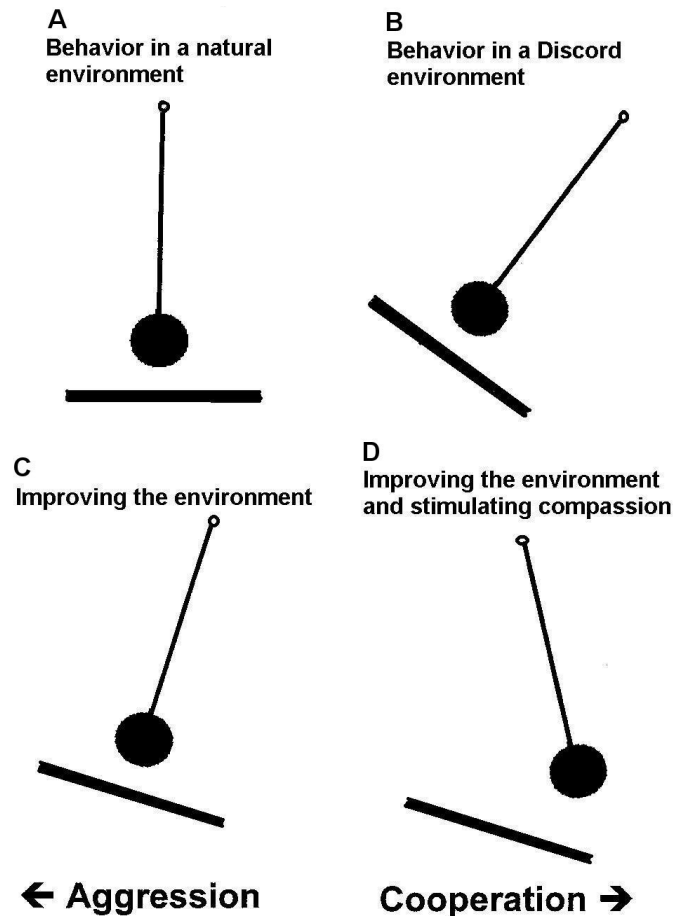 A
Behavior in a natural
environment
B
Behavior in a Discord
environment
C
Improving the environment
D
Improving the environment
and stimulating compassion
← Aggression
Cooperation →